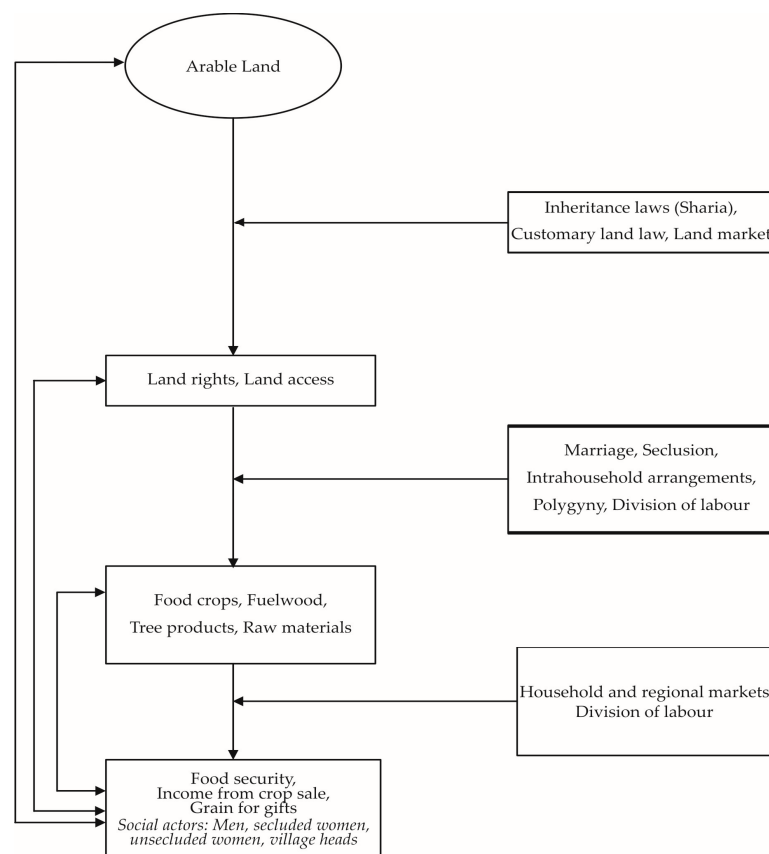 Arable Land
Inheritance laws (Sharia),
Customary land law, Land market
Land rights, Land access
Marriage, Seclusion,
Intrahousehold arrangements,
Polygyny, Division of labour
Food crops, Fuelwood,
Tree products, Raw materials
Household and regional markets
Division of labour
Food security,
Income from crop sale,
Grain for gifts
Social actors: Men, secluded women,
unsecluded women, village heads